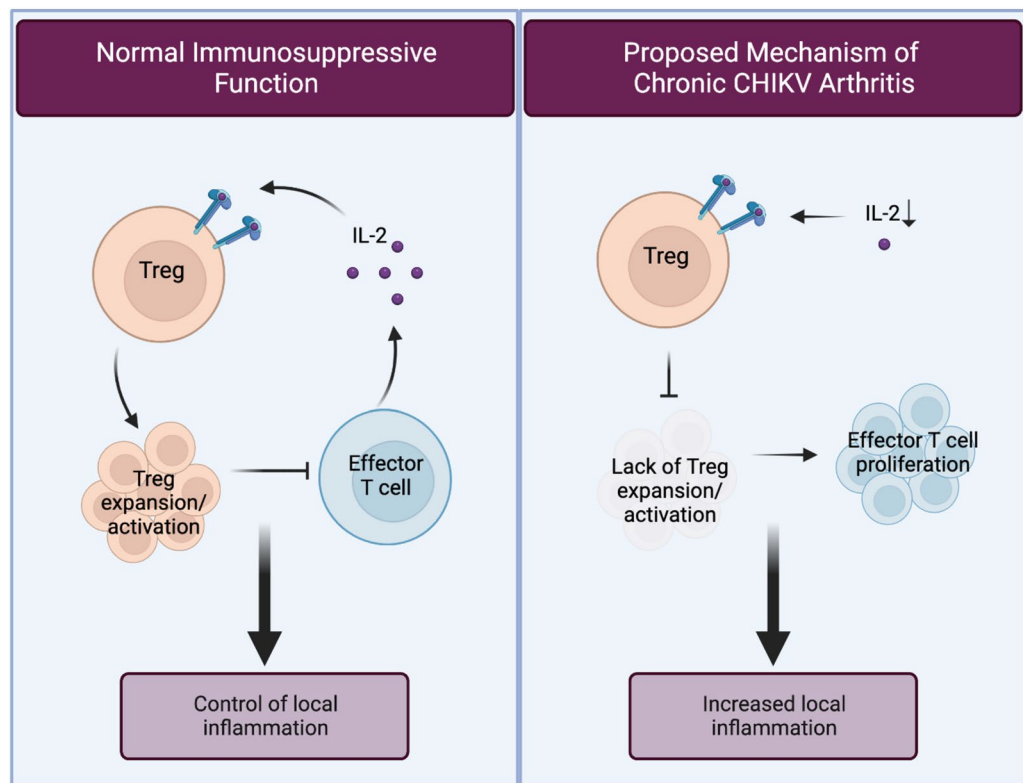 Normal Immunosuppressive
Function
IL-2
Treg
Treg
expansion/
activation
Effector
T cell
Control of local
inflammation
Proposed Mechanism of
Chronic CHIKV Arthritis
IL-2↓
Treg
Lack of Treg
expansion/
activation
Effector T cell
proliferation
Increased local
inflammation